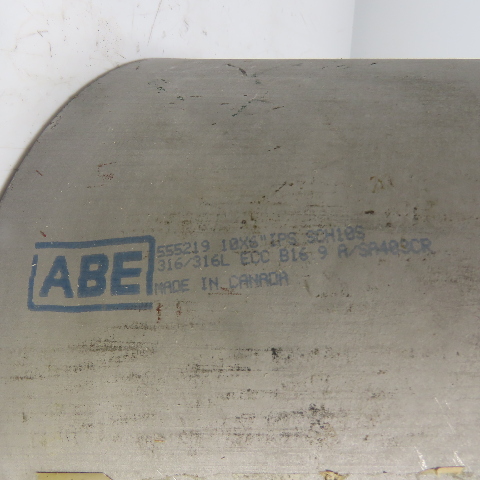 ABE
555219 10X6" IPS SCH10S
316/316L ECC B16.9 A/SA403CR
MADE IN CANADA